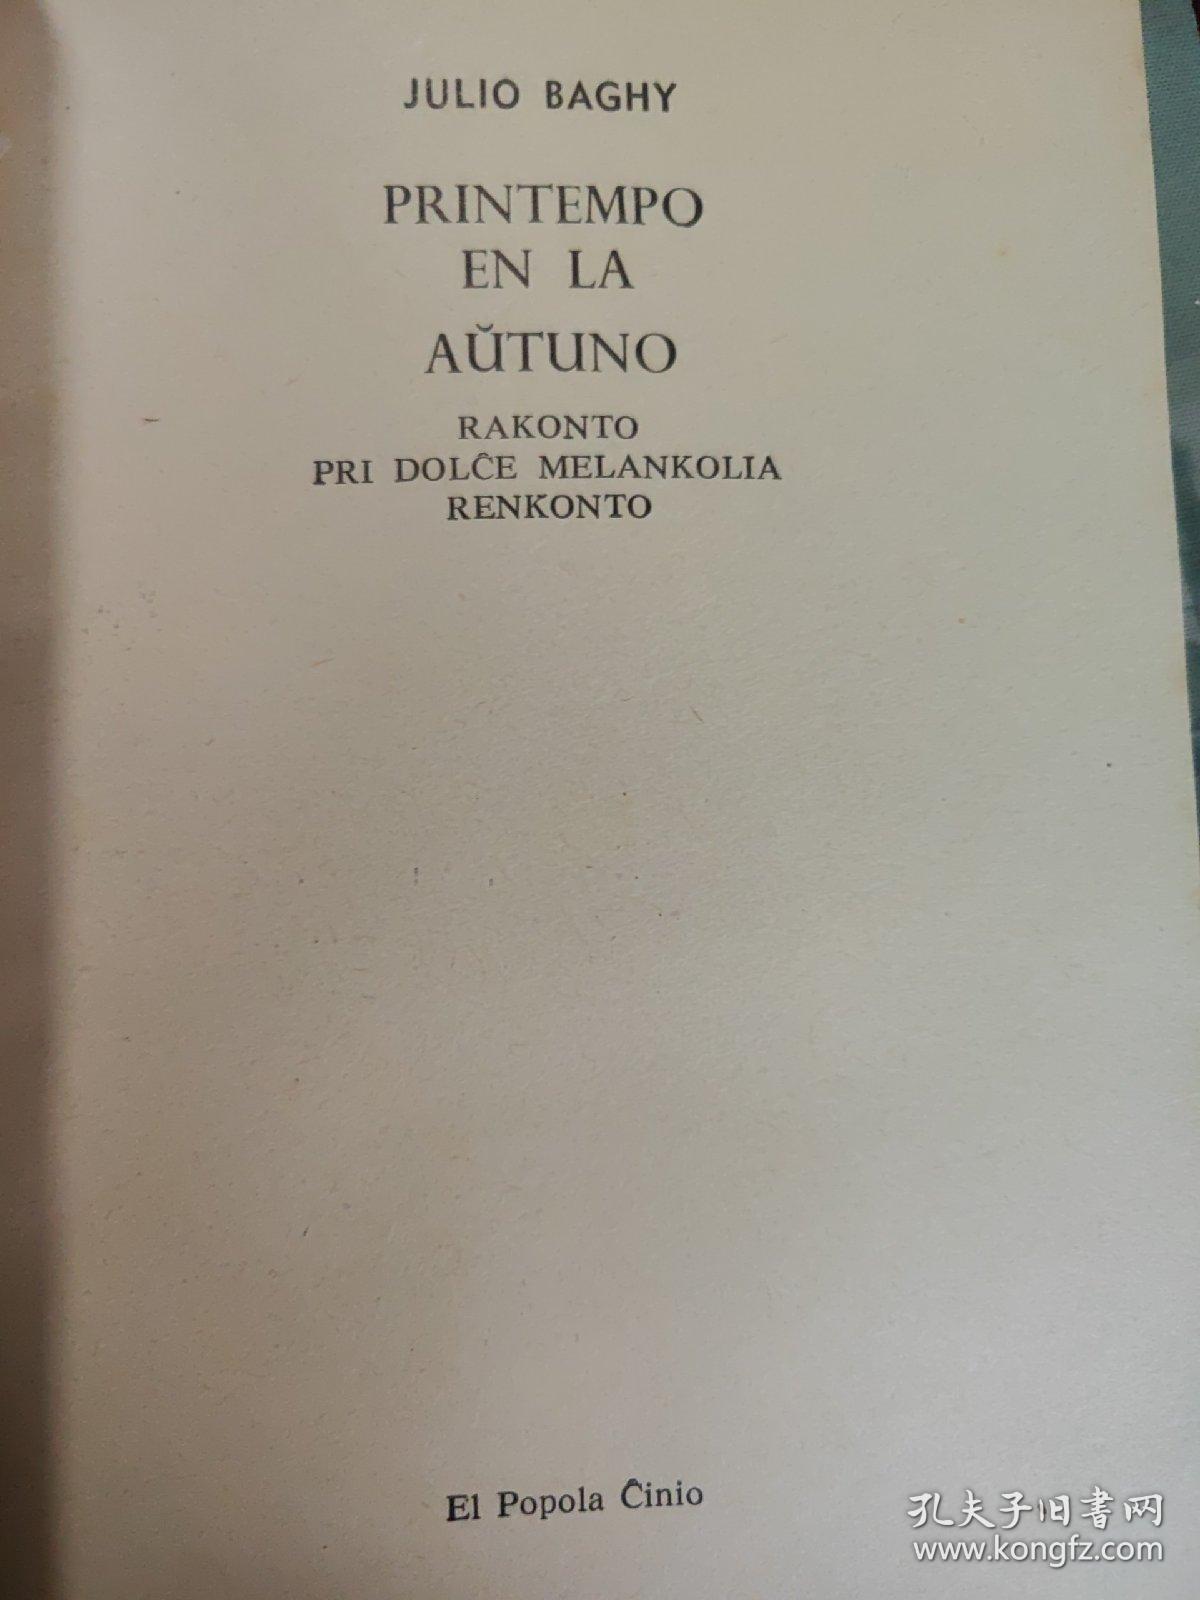 JULIO BAGHY
PRINTEMPO
EN LA
AŬTUNO
RAKONTO
PRI DOLĈE MELANKOLIA
RENKONTO
El Popola Ĉinio
孔夫子旧书网
www.kongfz.com